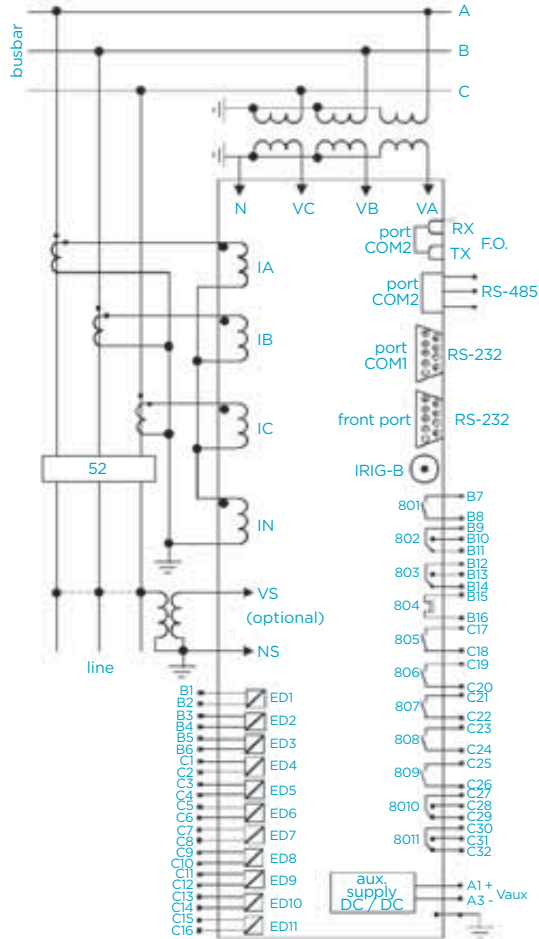 busbar
A
B
C
N
VC
VB
VA
port
COM2
RX
TX
F.O.
port
COM2
RS-485
port
COM1
RS-232
front port
RS-232
IRIG-B
IA
IB
IC
IN
52
VS
(optional)
NS
line
801
B7
B8
802
B9
B10
B11
803
B12
B13
B14
804
B15
B16
805
C17
C18
806
C19
C20
807
C21
C22
808
C23
C24
809
C25
C26
8010
C27
C28
C29
8011
C30
C31
C32
B1
B2
ED1
B3
B4
ED2
B5
B6
ED3
C1
C2
ED4
C3
C4
ED5
C5
C6
ED6
C7
C8
ED7
C9
C10
ED8
C11
C12
ED9
C13
C14
ED10
C15
C16
ED11
aux.
supply
DC / DC
A1 +
A3 -
Vaux